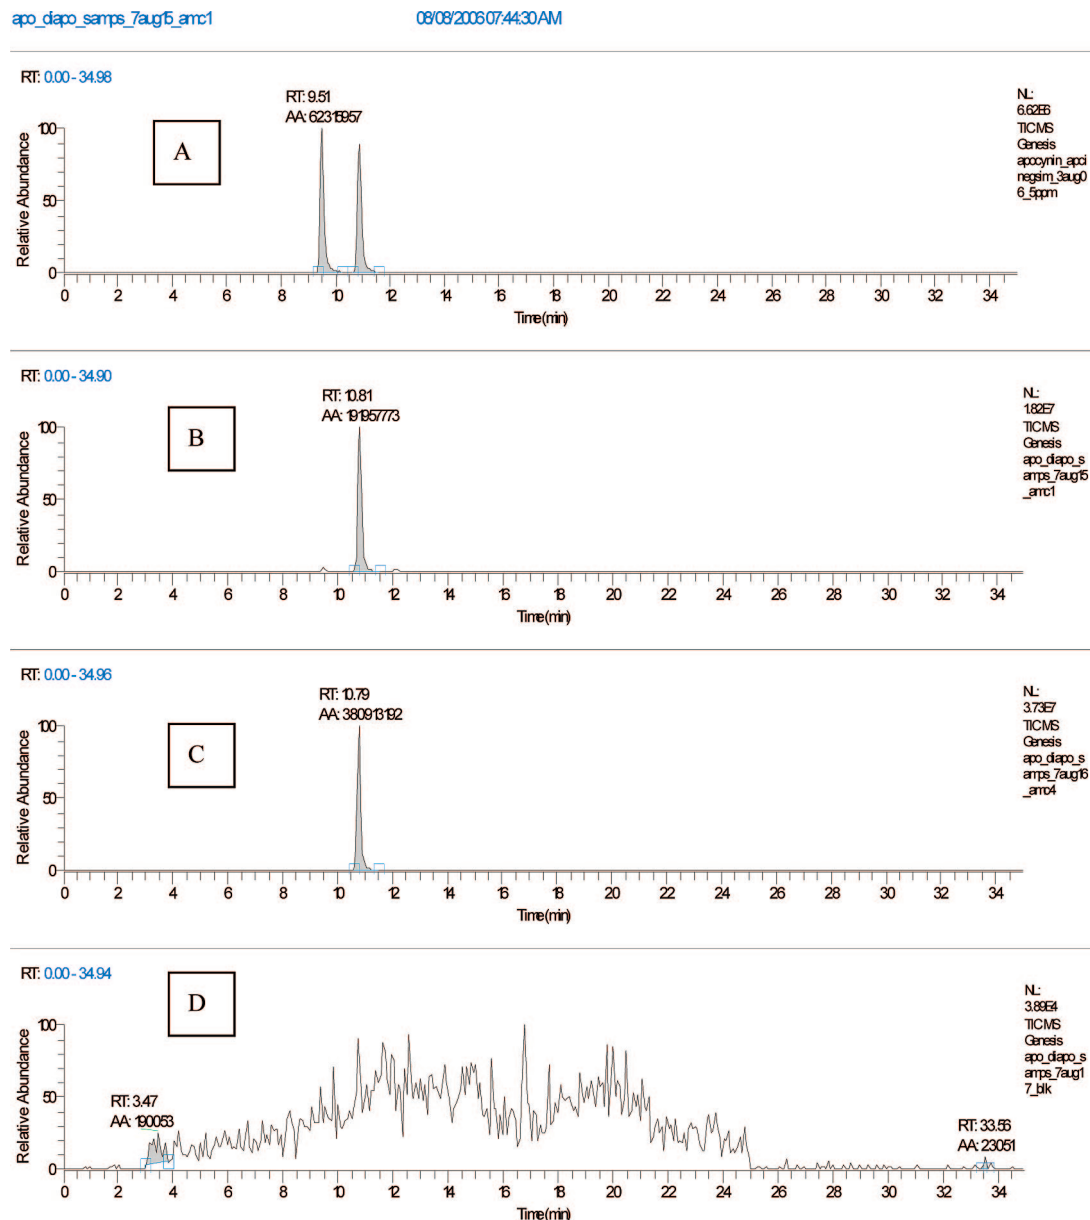 apo_diapo_samps_7aug15_amc1 08/08/2006 07:44:30 AM
RT: 0.00 - 34.98
RT: 9.51
AA: 62315957
A
NL:
6.62E6
TIC MS
Genesis
apocynin_apci
negsim_3aug0
6_5ppm
Relative Abundance
100
50
0
0 2 4 6 8 10 12 14 16 18 20 22 24 26 28 30 32 34
Time (min)
RT: 0.00 - 34.90
RT: 10.81
AA: 191957773
B
NL:
1.82E7
TIC MS
Genesis
apo_diapo_s
amps_7aug15
_amc1
Relative Abundance
100
50
0
0 2 4 6 8 10 12 14 16 18 20 22 24 26 28 30 32 34
Time (min)
RT: 0.00 - 34.96
RT: 10.79
AA: 380913192
C
NL:
3.73E7
TIC MS
Genesis
apo_diapo_s
amps_7aug16
_amc4
Relative Abundance
100
50
0
0 2 4 6 8 10 12 14 16 18 20 22 24 26 28 30 32 34
Time (min)
RT: 0.00 - 34.94
D
NL:
3.89E4
TIC MS
Genesis
apo_diapo_s
amps_7aug1
7_blk
Relative Abundance
100
50
0
RT: 3.47
AA: 190053
RT: 33.56
AA: 23051
0 2 4 6 8 10 12 14 16 18 20 22 24 26 28 30 32 34
Time (min)